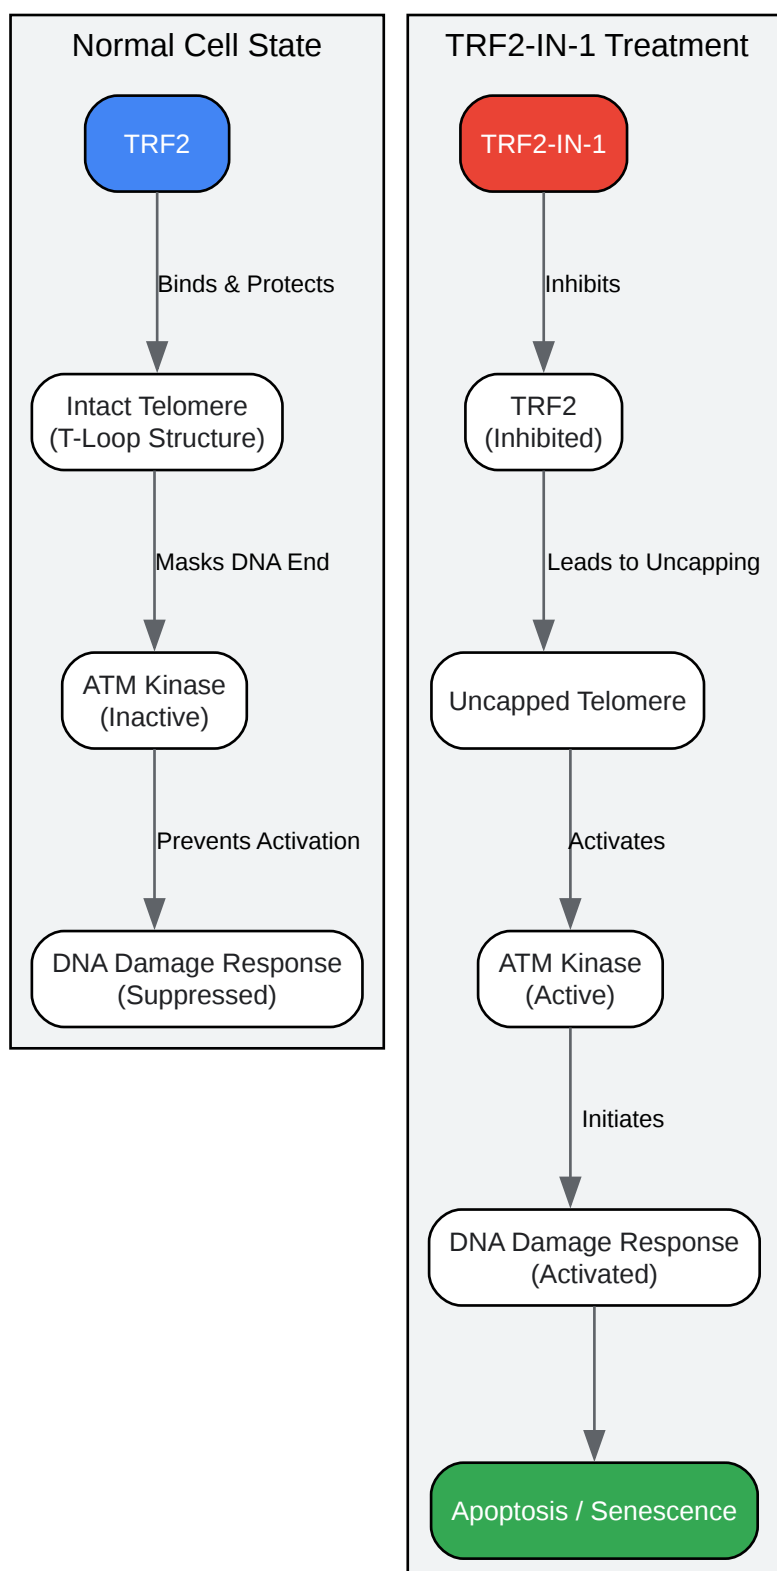 Normal Cell State
TRF2
Binds & Protects
Intact Telomere
(T-Loop Structure)
Masks DNA End
ATM Kinase
(Inactive)
Prevents Activation
DNA Damage Response
(Suppressed)
TRF2-IN-1 Treatment
TRF2-IN-1
Inhibits
TRF2
(Inhibited)
Leads to Uncapping
Uncapped Telomere
Activates
ATM Kinase
(Active)
Initiates
DNA Damage Response
(Activated)
Apoptosis / Senescence